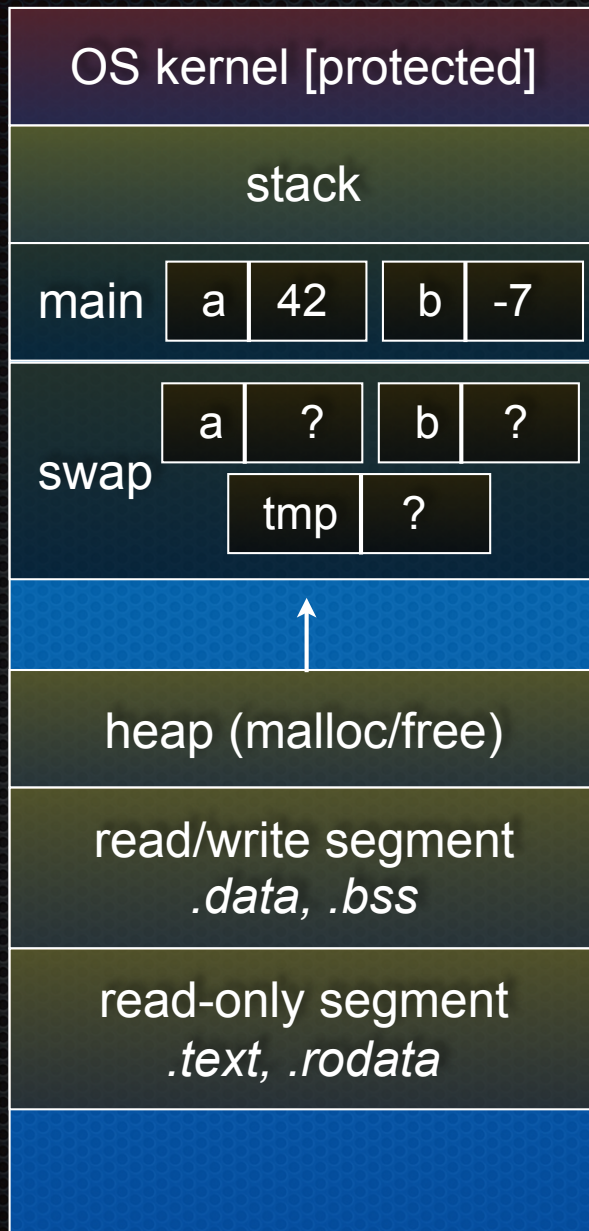 OS kernel [protected]
stack
main a 42 b -7
a ? b ?
swap
tmp ?
heap (malloc/free)
read/write segment
.data, .bss
read-only segment
.text, .rodata